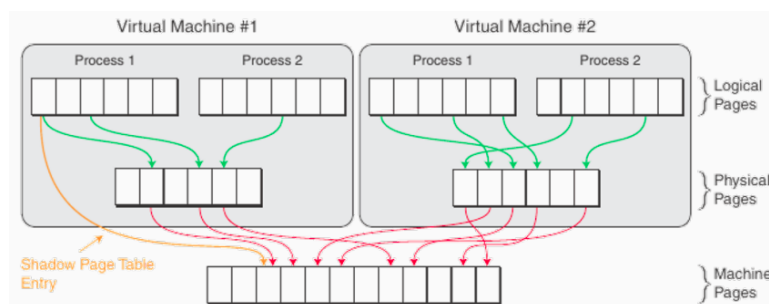 Virtual Machine #1
Virtual Machine #2
Process 1
Process 2
Process 1
Process 2
Logical
Pages
Physical
Pages
Shadow Page Table
Entry
Machine
Pages